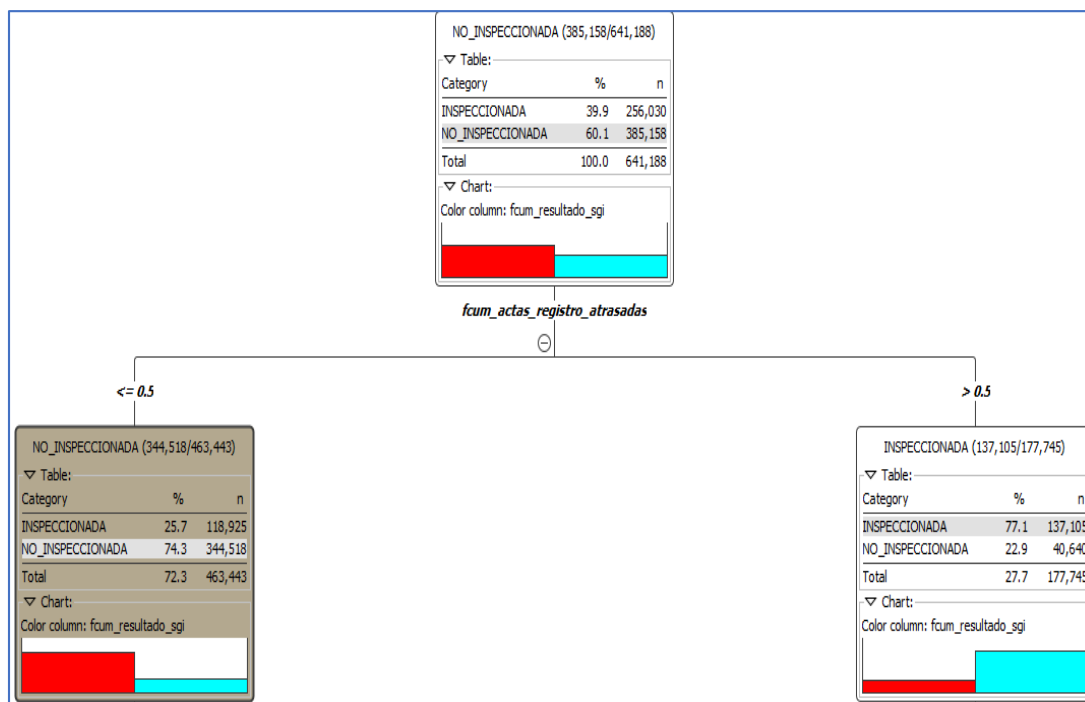 NO_INSPECCIONADA (385,158/641,188)
Table:
Category % n
INSPECCIONADA 39.9 256,030
NO_INSPECCIONADA 60.1 385,158
Total 100.0 641,188
Chart:
Color column: fcum_resultado_sgi
fcum_actas_registro_atrasadas
<= 0.5
> 0.5
NO_INSPECCIONADA (344,518/463,443)
Table:
Category % n
INSPECCIONADA 25.7 118,925
NO_INSPECCIONADA 74.3 344,518
Total 72.3 463,443
Chart:
Color column: fcum_resultado_sgi
INSPECCIONADA (137,105/177,745)
Table:
Category % n
INSPECCIONADA 77.1 137,105
NO_INSPECCIONADA 22.9 40,640
Total 27.7 177,745
Chart:
Color column: fcum_resultado_sgi